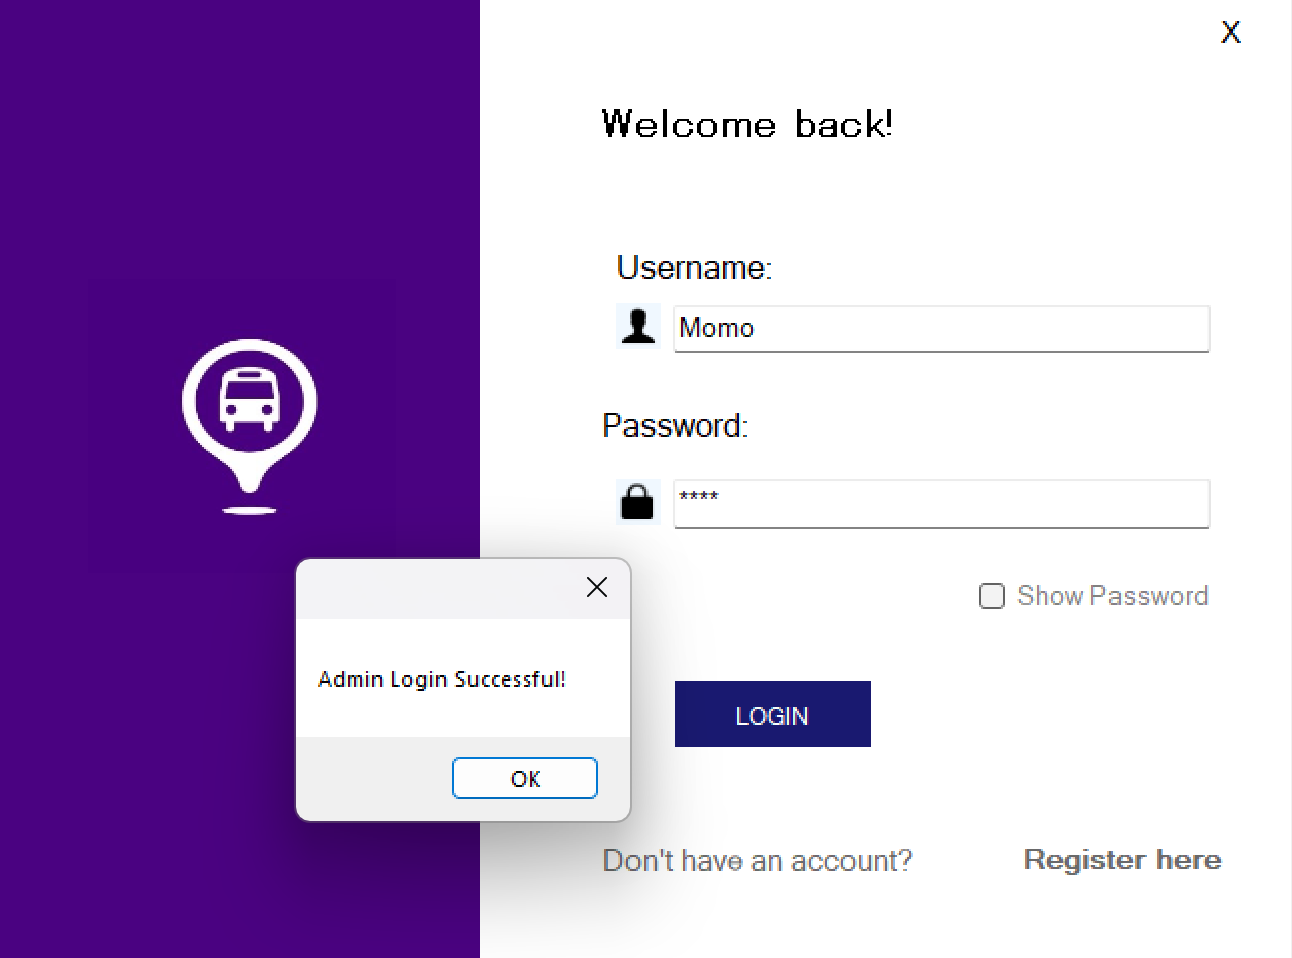 X
Welcome back!
Username:
Momo
Password:
****
Show Password
Admin Login Successful!
LOGIN
OK
Don't have an account?
Register here